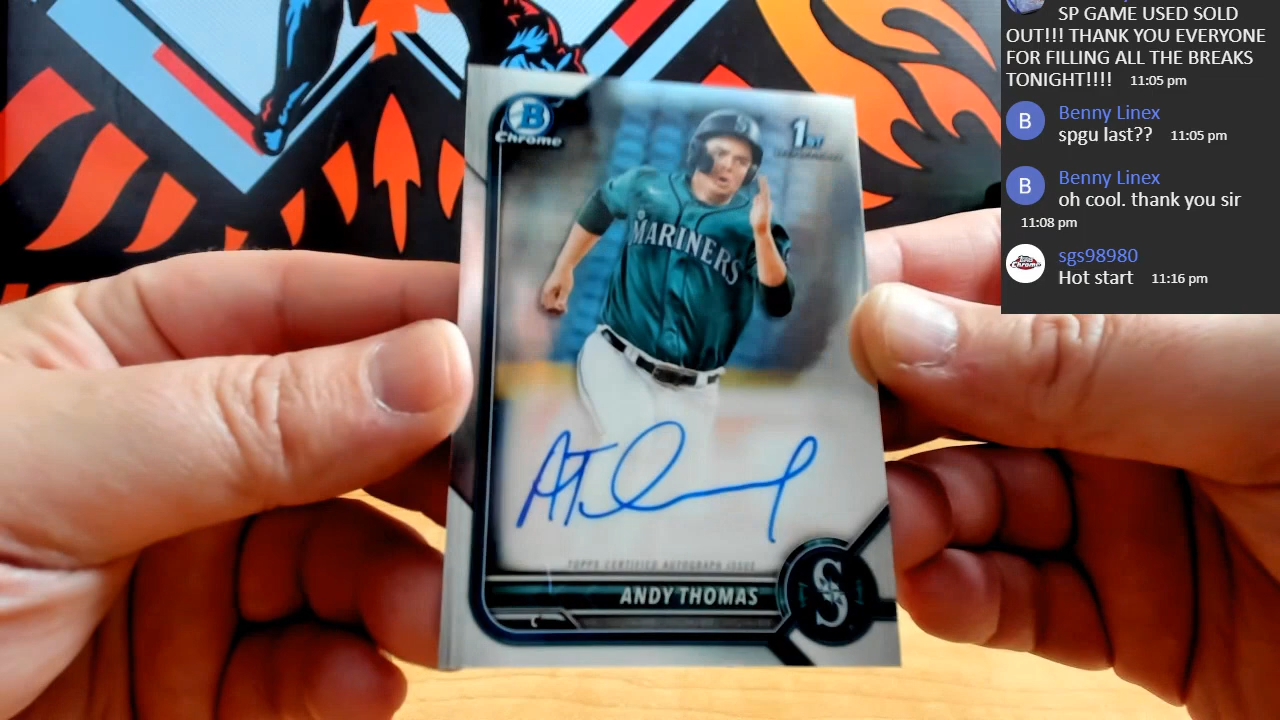 B
Chrome
1st
MARINERS
S
TOPPS CERTIFIED AUTOGRAPH ISSUE
ANDY THOMAS
C
S
SP GAME USED SOLD
OUT!!! THANK YOU EVERYONE
FOR FILLING ALL THE BREAKS
TONIGHT!!!! 11:05 pm
B Benny Linex
spgu last?? 11:05 pm
B Benny Linex
oh cool. thank you sir
11:08 pm
sgs98980
Hot start 11:16 pm